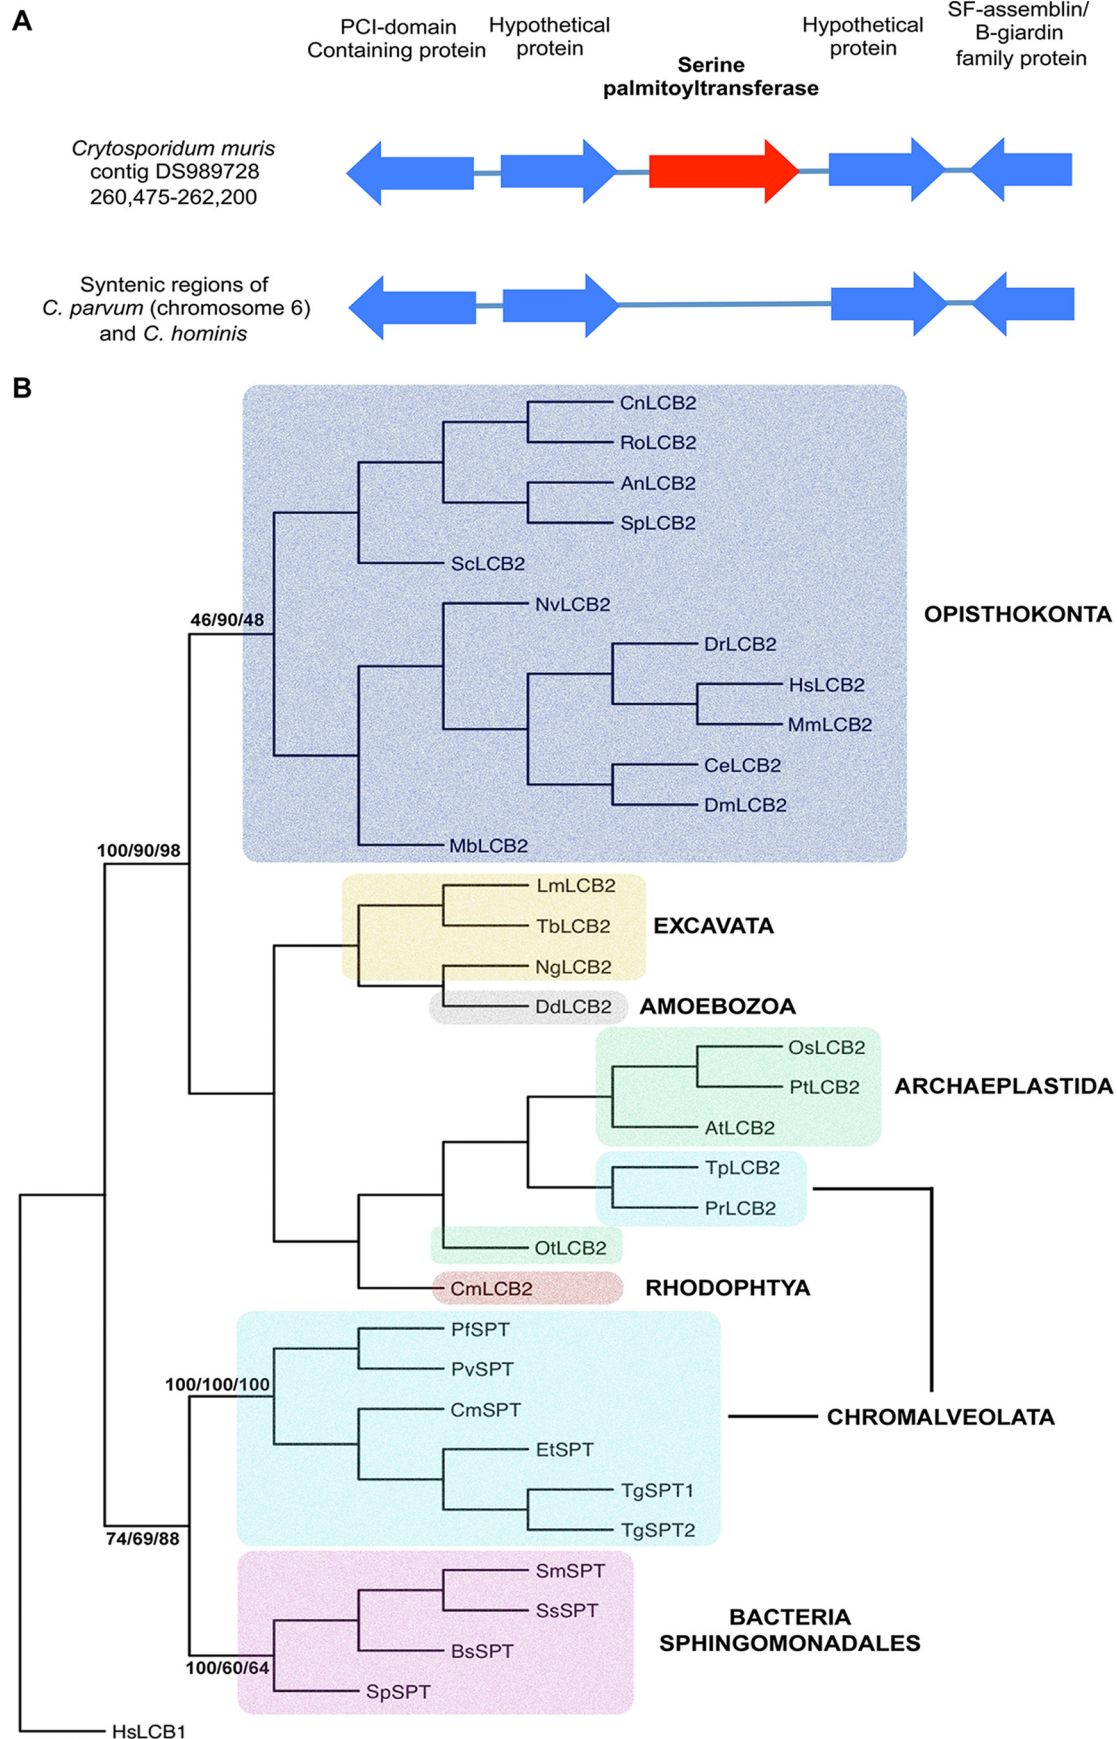 A
PCI-domain
Containing protein
Hypothetical
protein
Serine
palmitoyltransferase
Hypothetical
protein
SF-assemblin/
B-giardin
family protein
Crytosporidum muris
contig DS989728
260,475-262,200
Syntenic regions of
C. parvum (chromosome 6)
and C. hominis
B
CnLCB2
RoLCB2
AnLCB2
SpLCB2
ScLCB2
NvLCB2
46/90/48
OPISTHOKONTA
DrLCB2
HsLCB2
MmLCB2
CeLCB2
DmLCB2
MbLCB2
100/90/98
LmLCB2
TbLCB2
EXCAVATA
NgLCB2
DdLCB2
AMOEBOZOA
OsLCB2
PtLCB2
ARCHAEPLASTIDA
AtLCB2
TpLCB2
PrLCB2
OtLCB2
CmLCB2
RHODOPHTYA
PfSPT
PvSPT
100/100/100
CmSPT
CHROMALVEOLATA
EtSPT
TgSPT1
TgSPT2
74/69/88
SmSPT
SsSPT
BACTERIA
SPHINGOMONADALES
BsSPT
100/60/64
SpSPT
HsLCB1